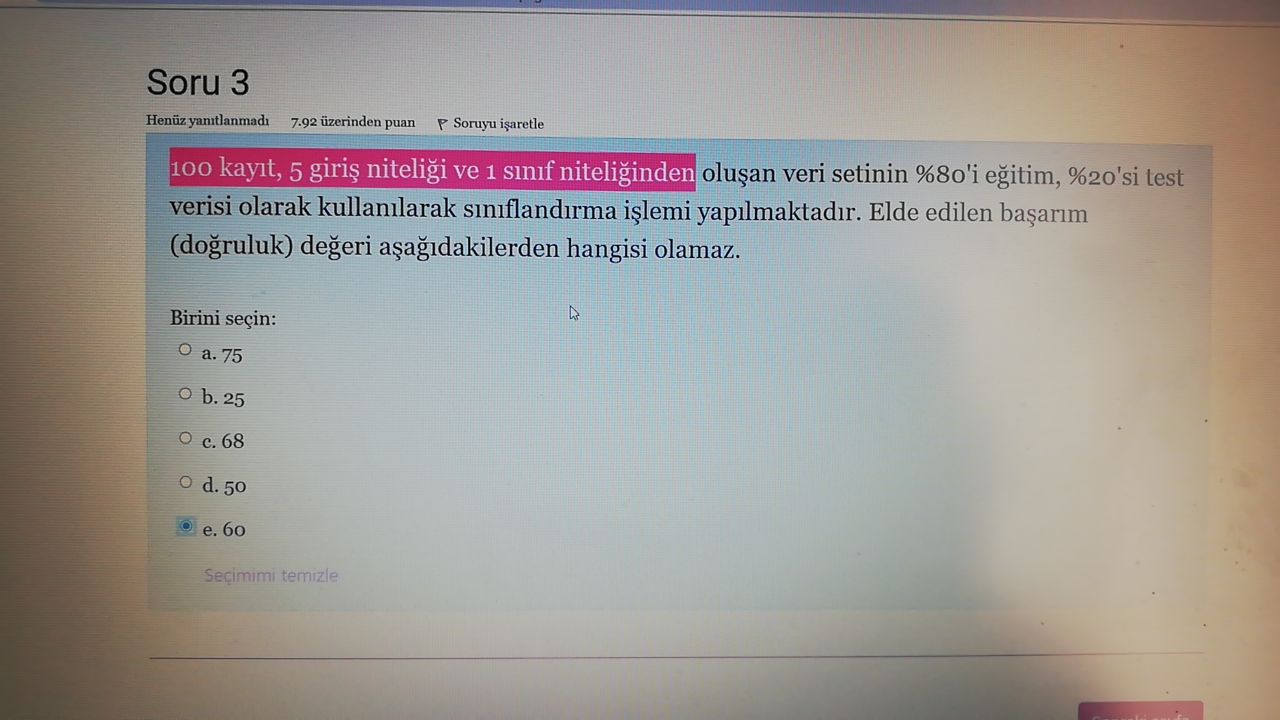 Soru 3
Henüz yanıtlanmadı 7.92 üzerinden puan Soruyu işaretle
100 kayıt, 5 giriş niteliği ve 1 sınıf niteliğinden oluşan veri setinin %80'i eğitim, %20'si test
verisi olarak kullanılarak sınıflandırma işlemi yapılmaktadır. Elde edilen başarım
(doğruluk) değeri aşağıdakilerden hangisi olamaz.
Birini seçin:
a. 75
b. 25
c. 68
d. 50
e. 60
Seçimimi temizle